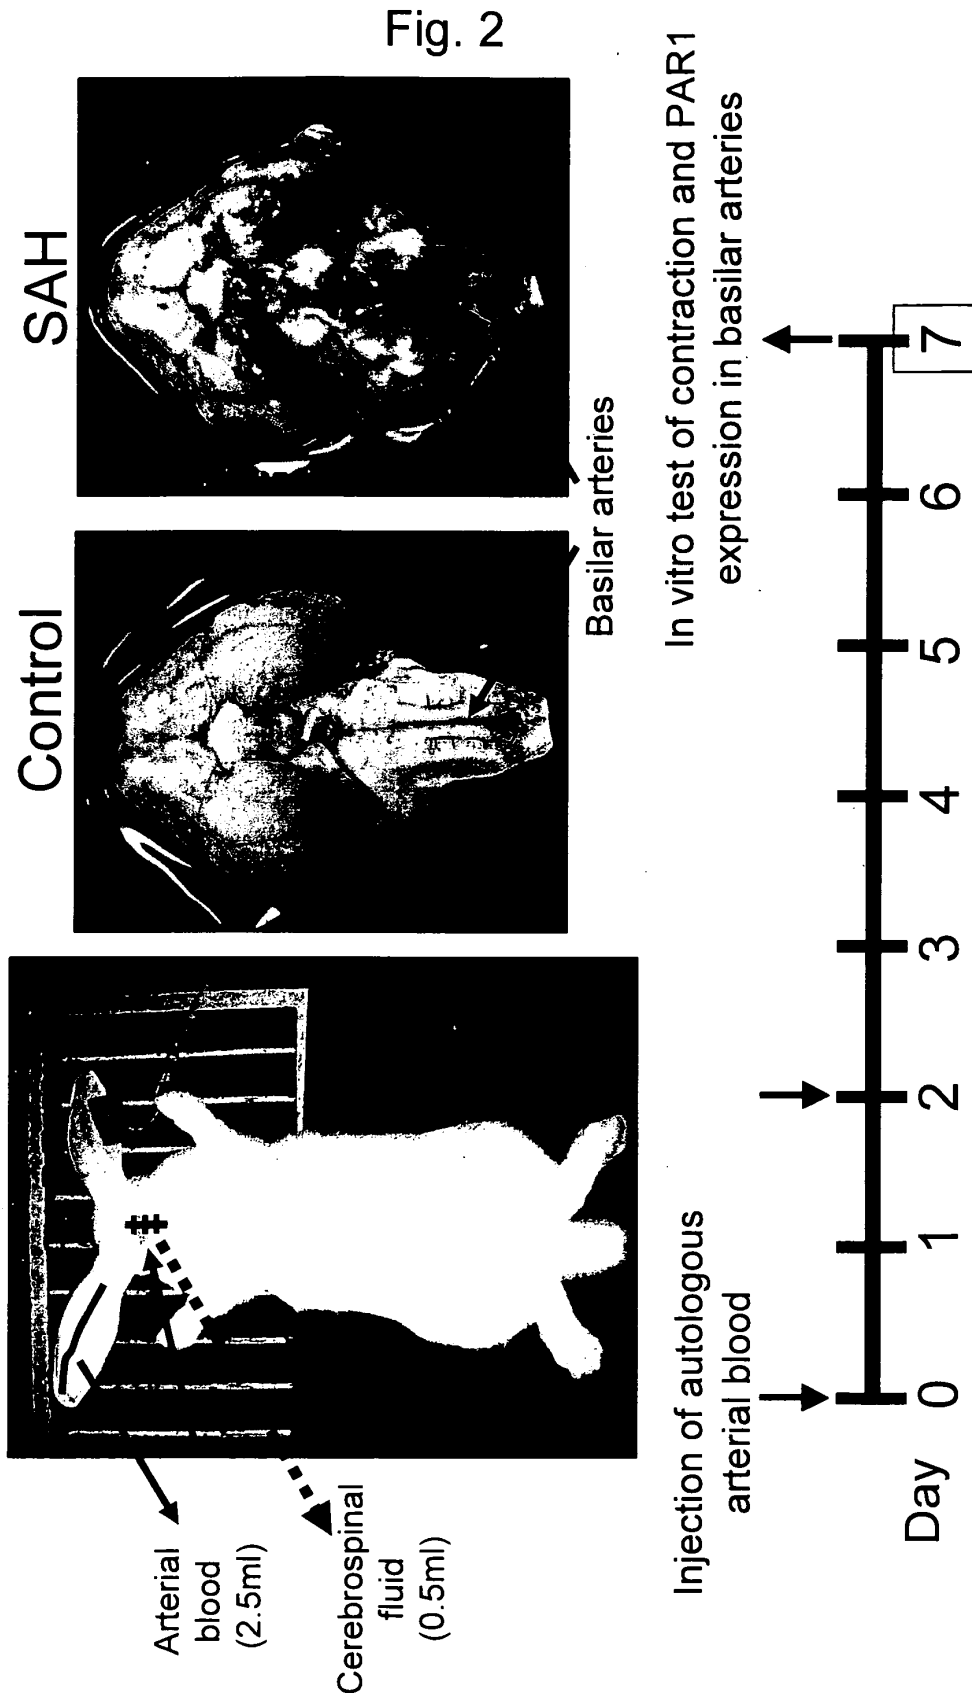 Fig. 2
Control
SAH
Arterial
blood
(2.5ml)
Cerebrospinal
fluid
(0.5ml)
Basilar arteries
Injection of autologous
arterial blood
In vitro test of contraction and PAR1
expression in basilar arteries
Day 0 1 2 3 4 5 6 7